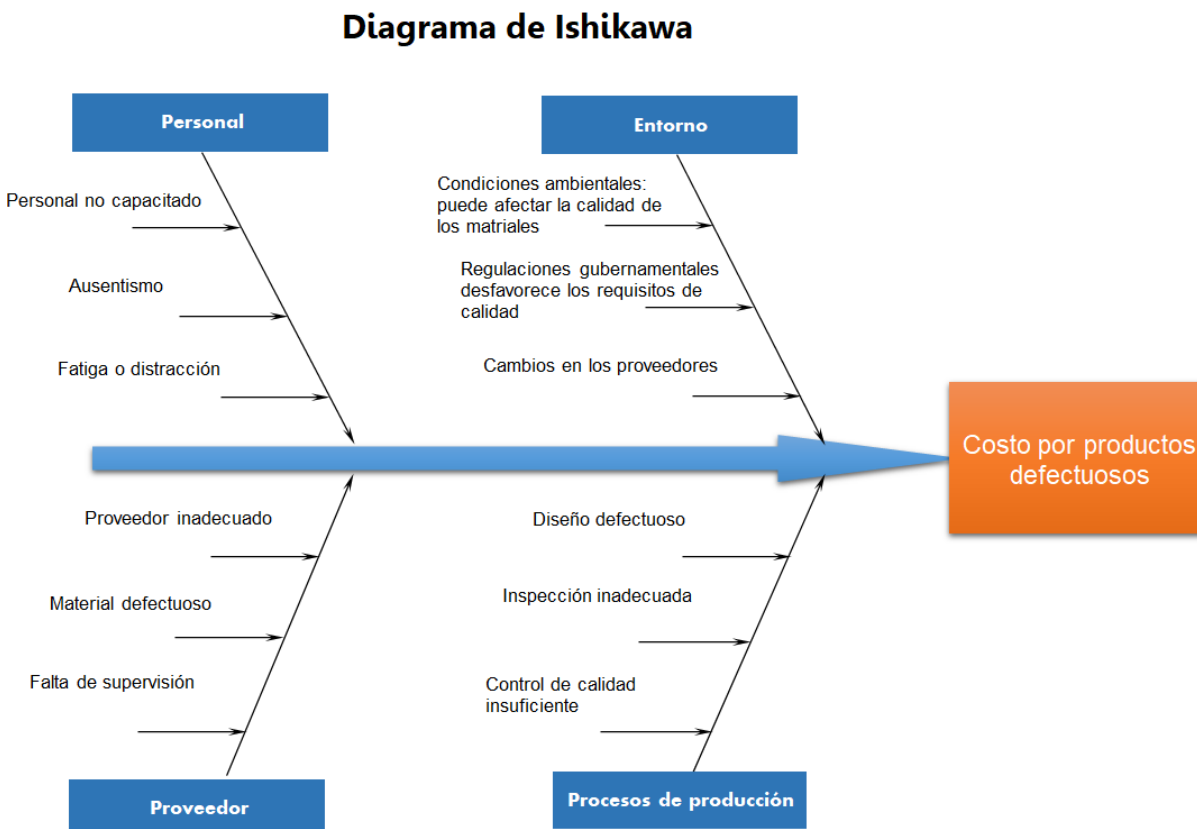 Diagrama de Ishikawa
Personal
Entorno
Personal no capacitado
Ausentismo
Fatiga o distracción
Condiciones ambientales:
puede afectar la calidad de
los matriales
Regulaciones gubernamentales
desfavorece los requisitos de
calidad
Cambios en los proveedores
Costo por productos
defectuosos
Proveedor inadecuado
Material defectuoso
Falta de supervisión
Diseño defectuoso
Inspección inadecuada
Control de calidad
insuficiente
Proveedor
Procesos de producción